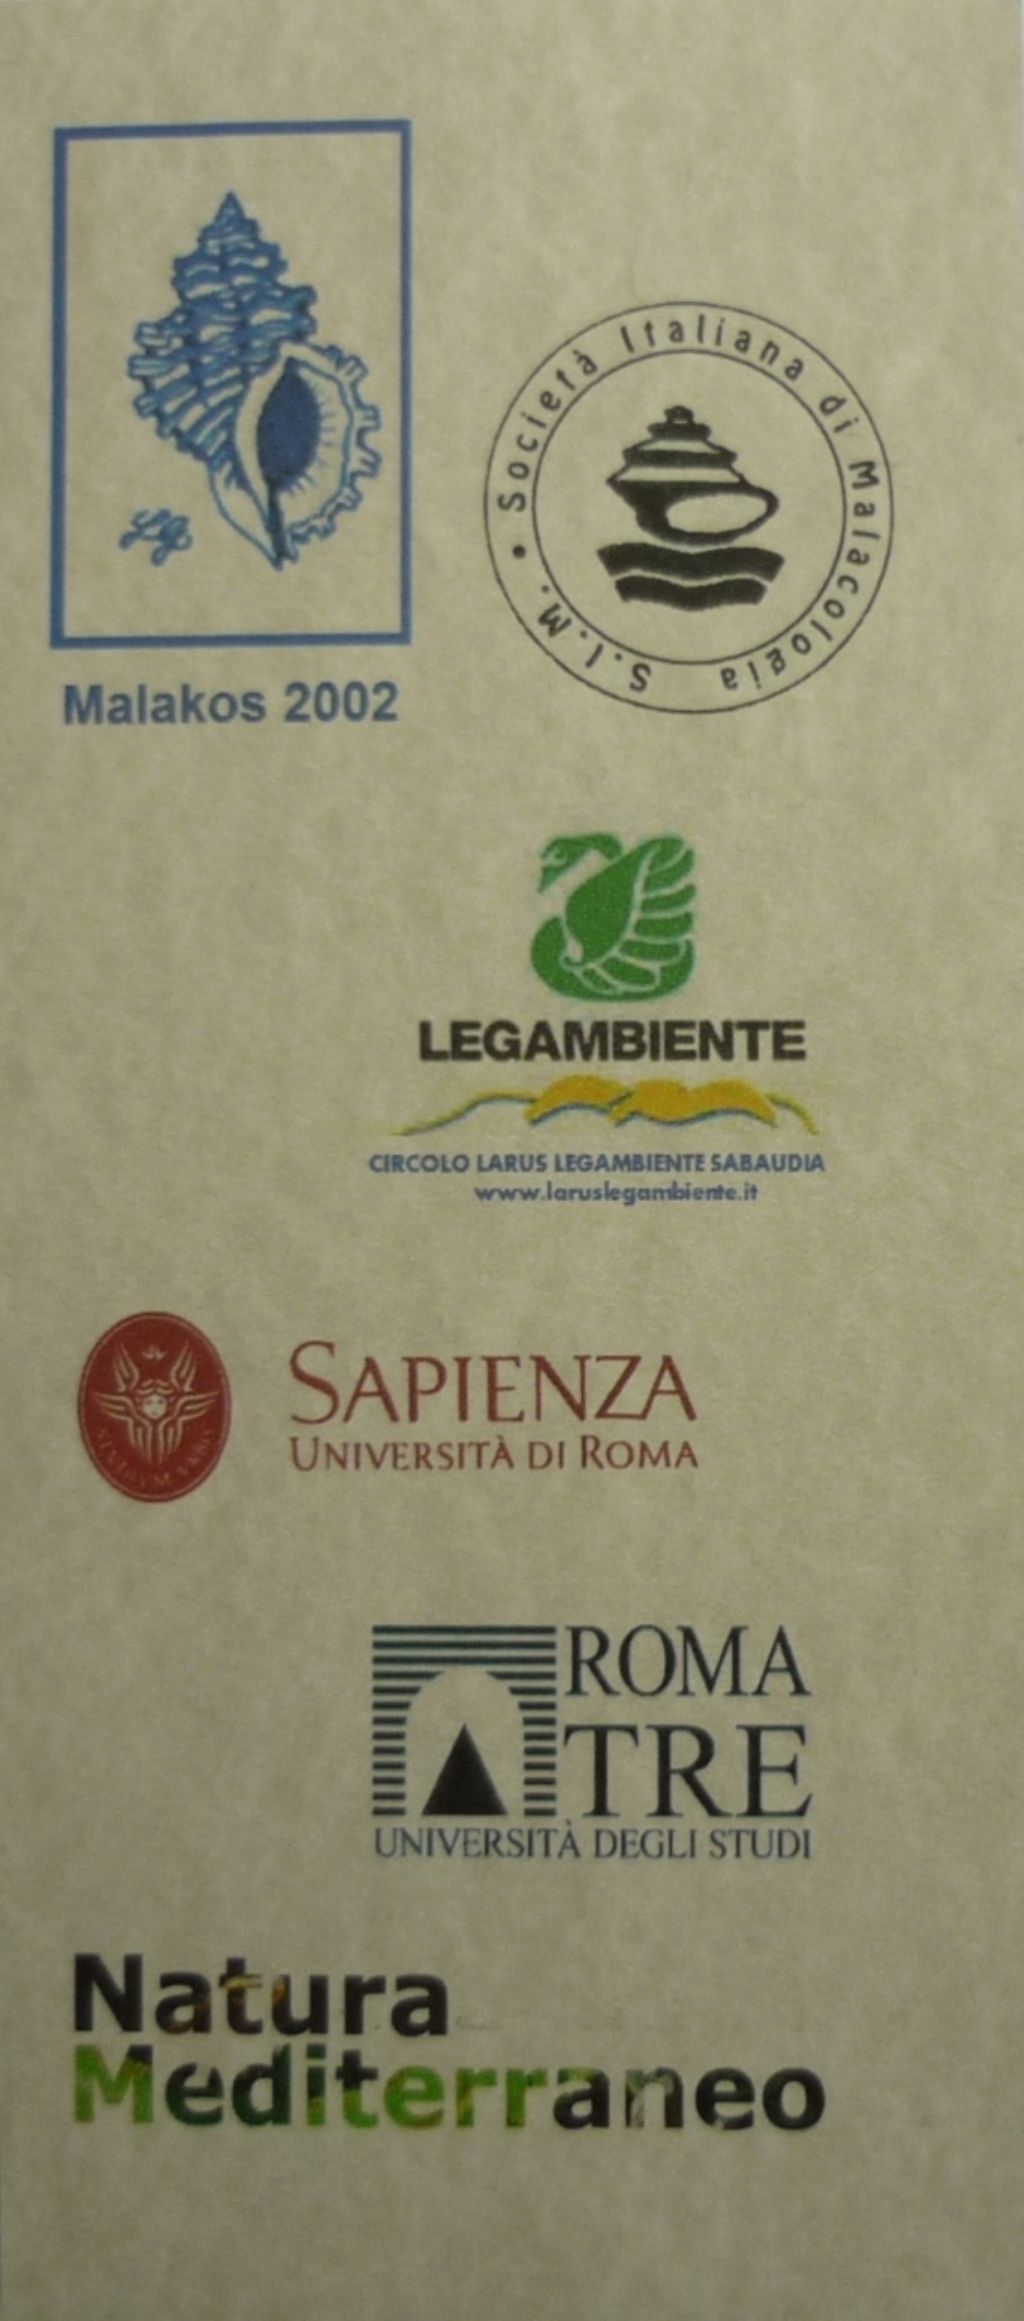 Malakos 2002
S.I.M. • Società Italiana di Malacologia
LEGAMBIENTE
CIRCOLO LARUS LEGAMBIENTE SABAUDIA
www.laruslegambiente.it
SAPIENZA
UNIVERSITÀ DI ROMA
ROMA
TRE
UNIVERSITÀ DEGLI STUDI
Natura
Mediterraneo